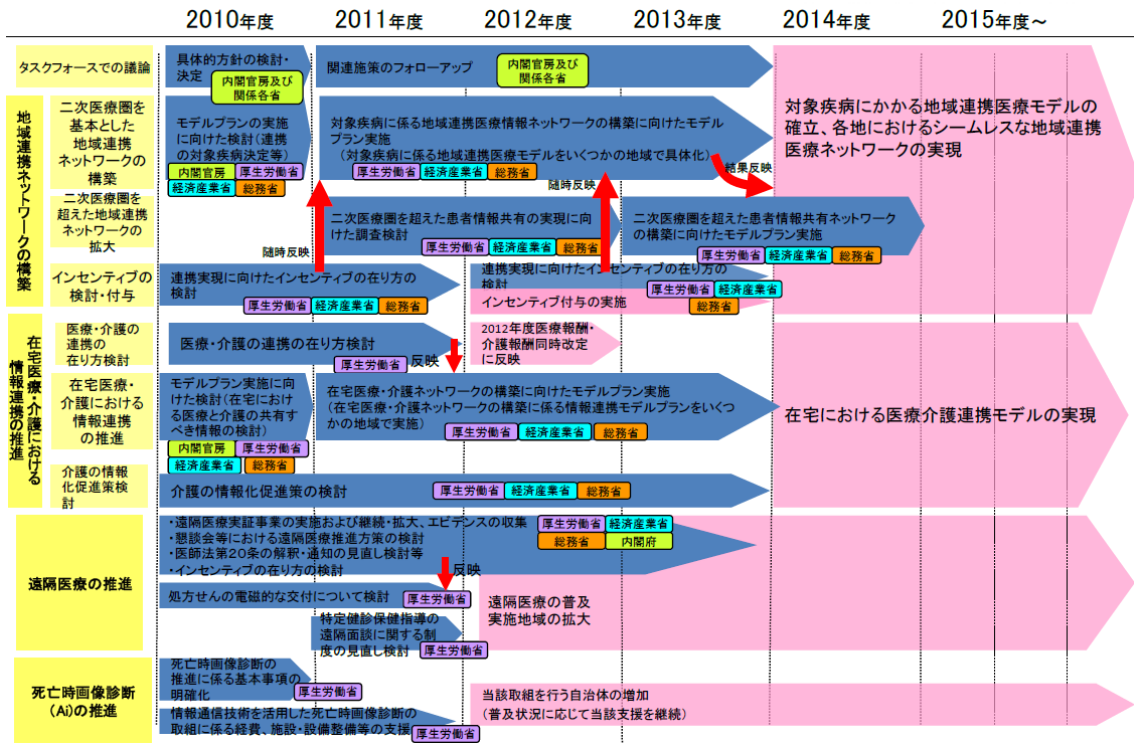 2010年度
2011年度
2012年度
2013年度
2014年度
2015年度～
タスクフォースでの議論
具体的方針の検討・
決定
内閣官房及び
関係各省
関連施策のフォローアップ
内閣官房及び
関係各省
地域連携ネットワークの構築
二次医療圏を
基本とした
地域連携
ネットワークの
構築
モデルプランの実施
に向けた検討(連携
の対象疾病決定等)
内閣官房
厚生労働省
経済産業省
総務省
対象疾病に係る地域連携医療情報ネットワークの構築に向けたモデル
プラン実施
(対象疾病に係る地域連携医療モデルをいくつかの地域で具体化)
厚生労働省
経済産業省
総務省
随時反映
結果反映
対象疾病にかかる地域連携医療モデルの
確立、各地におけるシームレスな地域連携
医療ネットワークの実現
二次医療圏を
超えた地域連携
ネットワークの
拡大
随時反映
二次医療圏を超えた患者情報共有の実現に向
けた調査検討
厚生労働省
経済産業省
総務省
二次医療圏を超えた患者情報共有ネットワーク
の構築に向けたモデルプラン実施
厚生労働省
経済産業省
総務省
インセンティブの
検討・付与
連携実現に向けたインセンティブの在り方の
検討
厚生労働省
経済産業省
総務省
連携実現に向けたインセンティブの在り方の
検討
厚生労働省
経済産業省
総務省
インセンティブ付与の実施
在宅医療・介護における
情報連携の推進
医療・介護の
連携の
在り方検討
医療・介護の連携の在り方検討
厚生労働省
反映
2012年度医療報酬・
介護報酬同時改定
に反映
在宅医療・
介護における
情報連携
の推進
モデルプラン実施に向
けた検討(在宅におけ
る医療と介護の共有す
べき情報の検討)
内閣官房
厚生労働省
経済産業省
総務省
在宅医療・介護ネットワークの構築に向けたモデルプラン実施
(在宅医療・介護ネットワークの構築に係る情報連携モデルプランをいくつ
かの地域で実施)
厚生労働省
経済産業省
総務省
在宅における医療介護連携モデルの実現
介護の情報
化促進策検
討
介護の情報化促進策の検討
厚生労働省
経済産業省
総務省
遠隔医療の推進
・遠隔医療実証事業の実施および継続・拡大、エビデンスの収集
・懇談会等における遠隔医療推進方策の検討
・医師法第20条の解釈・通知の見直し検討等
・インセンティブの在り方の検討
厚生労働省
経済産業省
総務省
内閣府
反映
処方せんの電磁的な交付について検討
厚生労働省
特定健診保健指導の
遠隔面談に関する制
度の見直し検討
厚生労働省
遠隔医療の普及
実施地域の拡大
死亡時画像診断
(Ai)の推進
死亡時画像診断の
推進に係る基本事項の
明確化
厚生労働省
情報通信技術を活用した死亡時画像診断の
取組に係る経費、施設・設備整備等の支援
厚生労働省
当該取組を行う自治体の増加
(普及状況に応じて当該支援を継続)